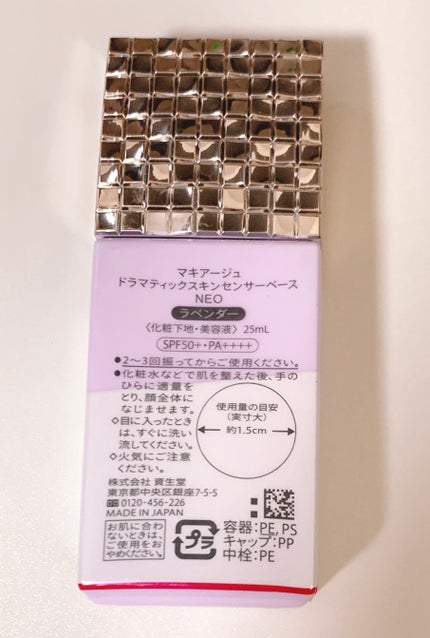 マキアージュ
ドラマティックスキンセンサーベース
NEO
ラベンダー
〈化粧下地・美容液〉 25mL
SPF50+・PA++++
●2〜3回振ってからご使用ください。
●化粧水などで肌を整えた後、手の
ひらに適量を
とり、顔全体に
なじませます。
◇目に入ったとき
は、すぐに洗い
流してください。
◇火気にご注意
ください。
使用量の目安
(実寸大)
約1.5cm
株式会社 資生堂
東京都中央区銀座7-5-5
0120-456-226
MADE IN JAPAN
お肌に合わ
ないときは、
ご使用をお
やめください。
プラ
容器:PE, PS
キャップ:PP
中栓:PE